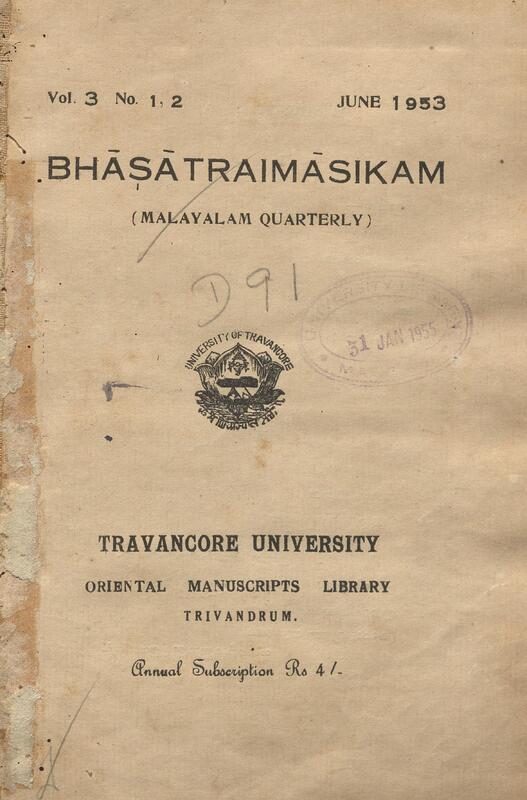 Vol. 3 No. 1, 2 JUNE 1953
BHĀṢĀTRAIMĀSIKAM
(MALAYALAM QUARTERLY)
D91
31 JAN 1955
UNIVERSITY OF TRAVANCORE
TRAVANCORE UNIVERSITY
ORIENTAL MANUSCRIPTS LIBRARY
TRIVANDRUM.
Annual Subscription Rs 4/-